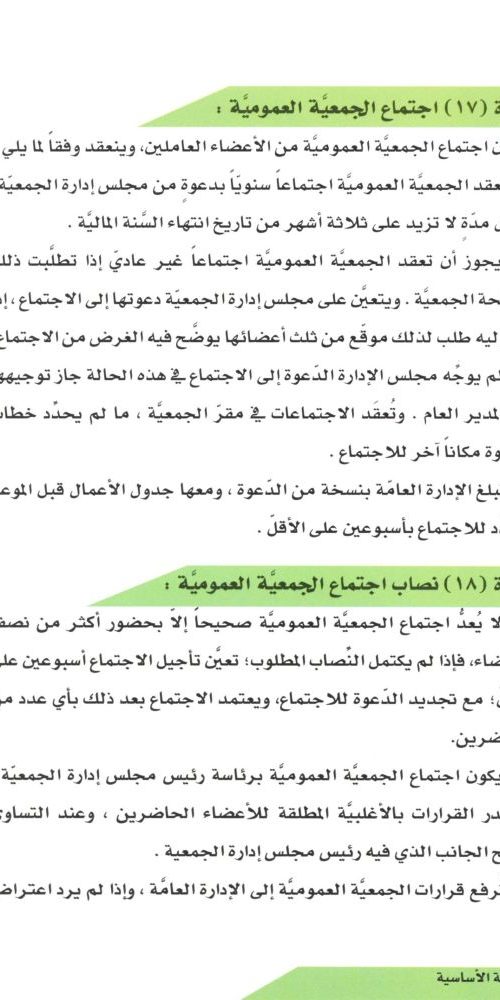 ة (١٧) اجتماع الجمعيَّة العموميَّة :
ن اجتماع الجمعيَّة العموميَّة من الأعضاء العاملين، وينعقد وفقاً لما يلي
عقد الجمعيَّة العموميَّة اجتماعاً سنويّاً بدعوةٍ من مجلس إدارة الجمعيّة
ل مدّةٍ لا تزيد على ثلاثة أشهر من تاريخ انتهاء السَّنة الماليَّة .
يجوز أن تعقد الجمعيَّة العموميَّة اجتماعاً غير عاديّ إذا تطلَّبت ذلك
حة الجمعيَّة . ويتعيَّن على مجلس إدارة الجمعيّة دعوتها إلى الاجتماع ، إذ
ليه طلب لذلك موقَّع من ثلث أعضائها يوضَّح فيه الغرض من الاجتماع
لم يوجِّه مجلس الإدارة الدَعوة إلى الاجتماع في هذه الحالة جاز توجيهه
لمدير العام . وتُعقَد الاجتماعات في مقرّ الجمعيَّة ، ما لم يحدِّد خطاب
وة مكاناً آخر للاجتماع .
بلغ الإدارة العامّة بنسخة من الدَّعوة ، ومعها جدول الأعمال قبل الموع
د للاجتماع بأسبوعين على الأقلّ .
ة (١٨) نصاب اجتماع الجمعيَّة العموميَّة :
لا يُعدُّ اجتماع الجمعيَّة العموميَّة صحيحاً إلاّ بحضور أكثر من نصف
ضاء، فإذا لم يكتمل النِّصاب المطلوب؛ تعيَّن تأجيل الاجتماع أسبوعين على
؛ مع تجديد الدَعوة للاجتماع، ويعتمد الاجتماع بعد ذلك بأي عدد من
ضرين.
يكون اجتماع الجمعيَّة العموميَّة برئاسة رئيس مجلس إدارة الجمعيّة
در القرارات بالأغلبيَّة المطلقة للأعضاء الحاضرين ، وعند التساوي
ح الجانب الذي فيه رئيس مجلس إدارة الجمعية .
ُرفع قرارات الجمعيَّة العموميَّة إلى الإدارة العامَّة ، وإذا لم يرد اعتراض
ة الأساسية